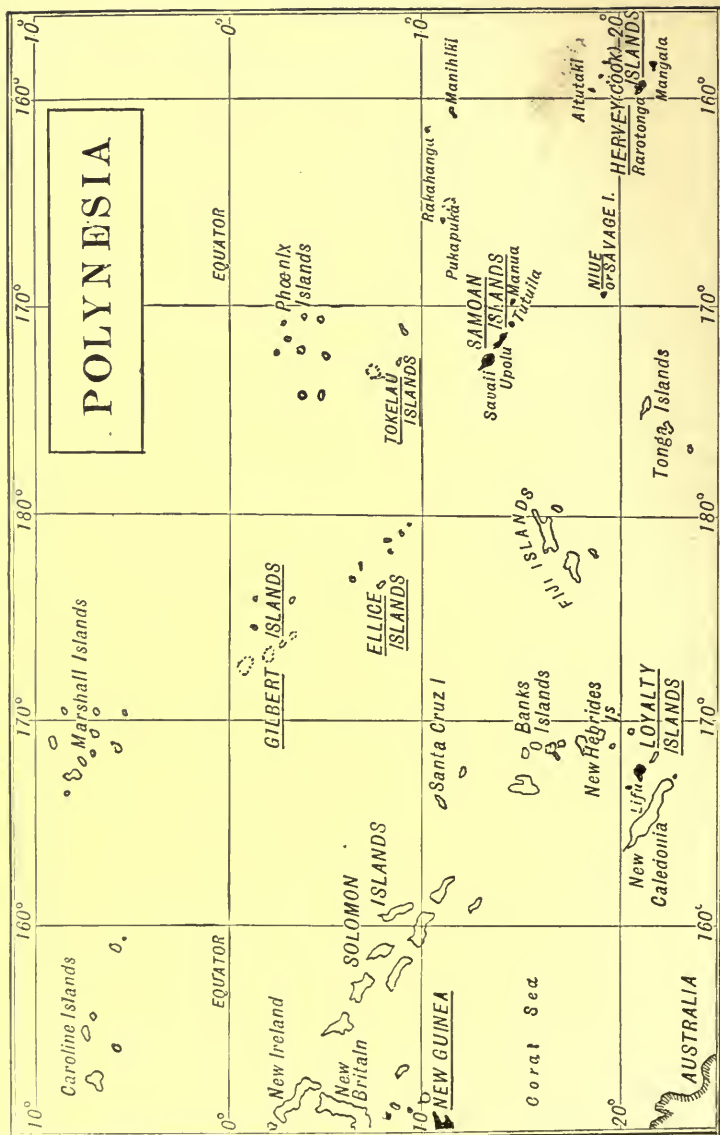 10°
160°
170°
180°
170°
160°
10°
POLYNESIA
Caroline Islands
Marshall Islands
0°
EQUATOR
EQUATOR
0°
New Ireland
GILBERT ISLANDS
Phœnix
Islands
New
Britain
SOLOMON
ISLANDS
ELLICE
ISLANDS
TOKELAU
ISLANDS
10°
10°
NEW GUINEA
Santa Cruz I
Rakahanga
Pukapuka
Manihiki
SAMOAN
ISLANDS
Savaii
Upolu
Manua
Tutuila
Coral Sea
Banks
Islands
FIJI ISLANDS
New Hebrides
Is
NIUE
or SAVAGE I.
Aitutaki
20°
HERVEY (COOK)
20°
ISLANDS
Rarotonga
Mangaia
New
Caledonia
Lifu
LOYALTY
ISLANDS
Tonga
Islands
AUSTRALIA
160°
170°
180°
170°
160°